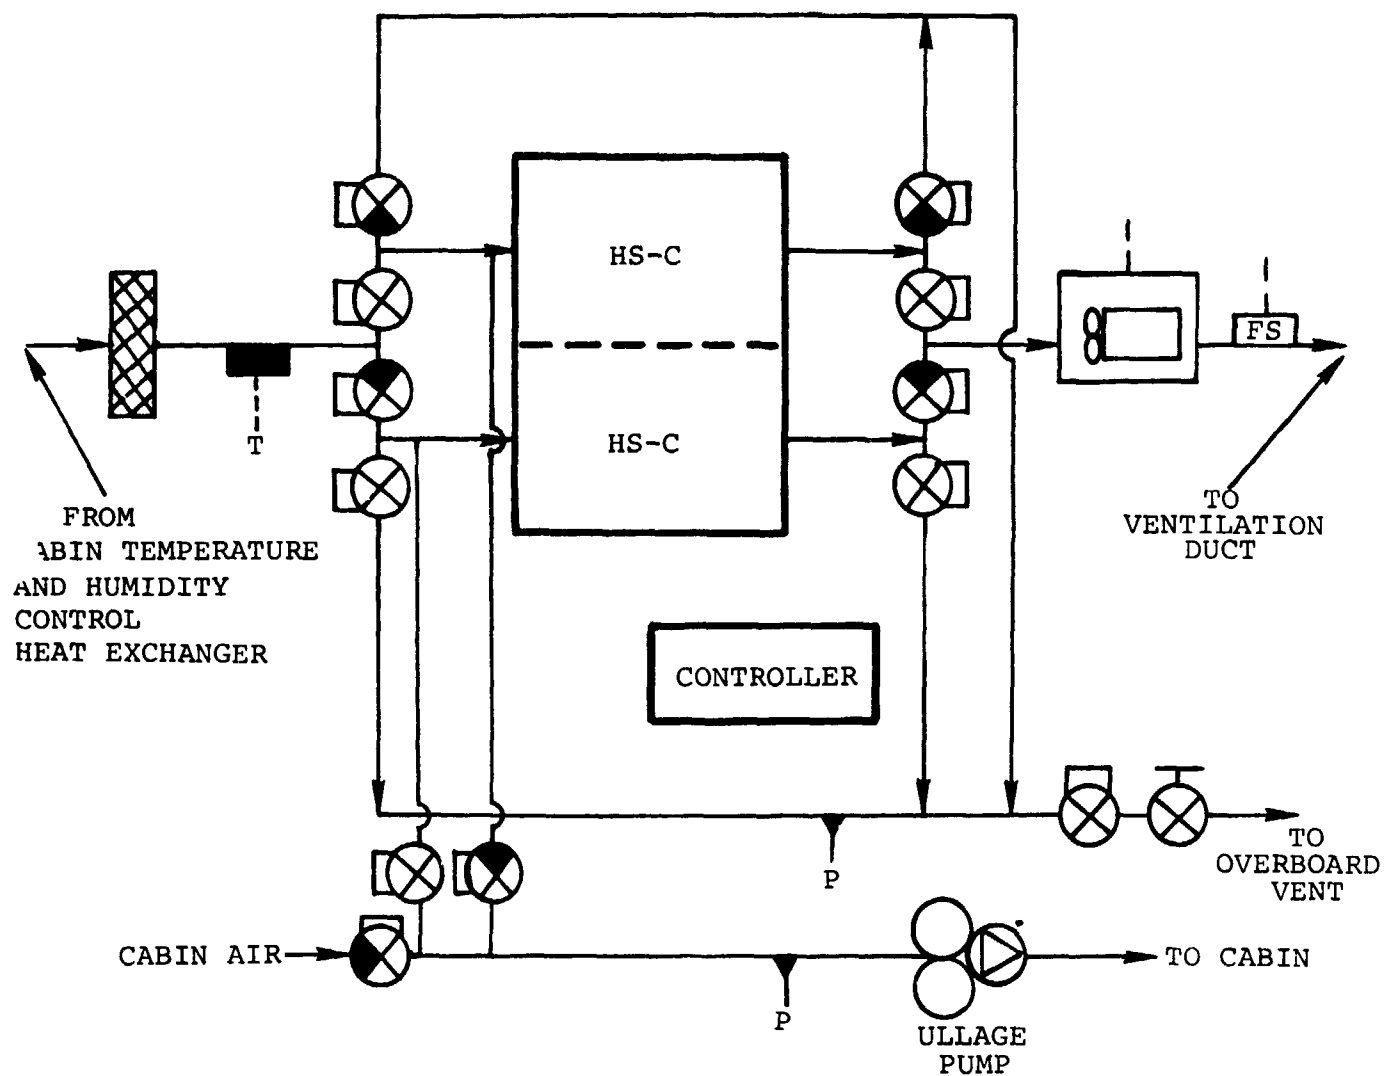 HS-C
FS
HS-C
T
FROM
ABIN TEMPERATURE
AND HUMIDITY
CONTROL
HEAT EXCHANGER
TO
VENTILATION
DUCT
CONTROLLER
P
TO
OVERBOARD
VENT
CABIN AIR
TO CABIN
P
ULLAGE
PUMP